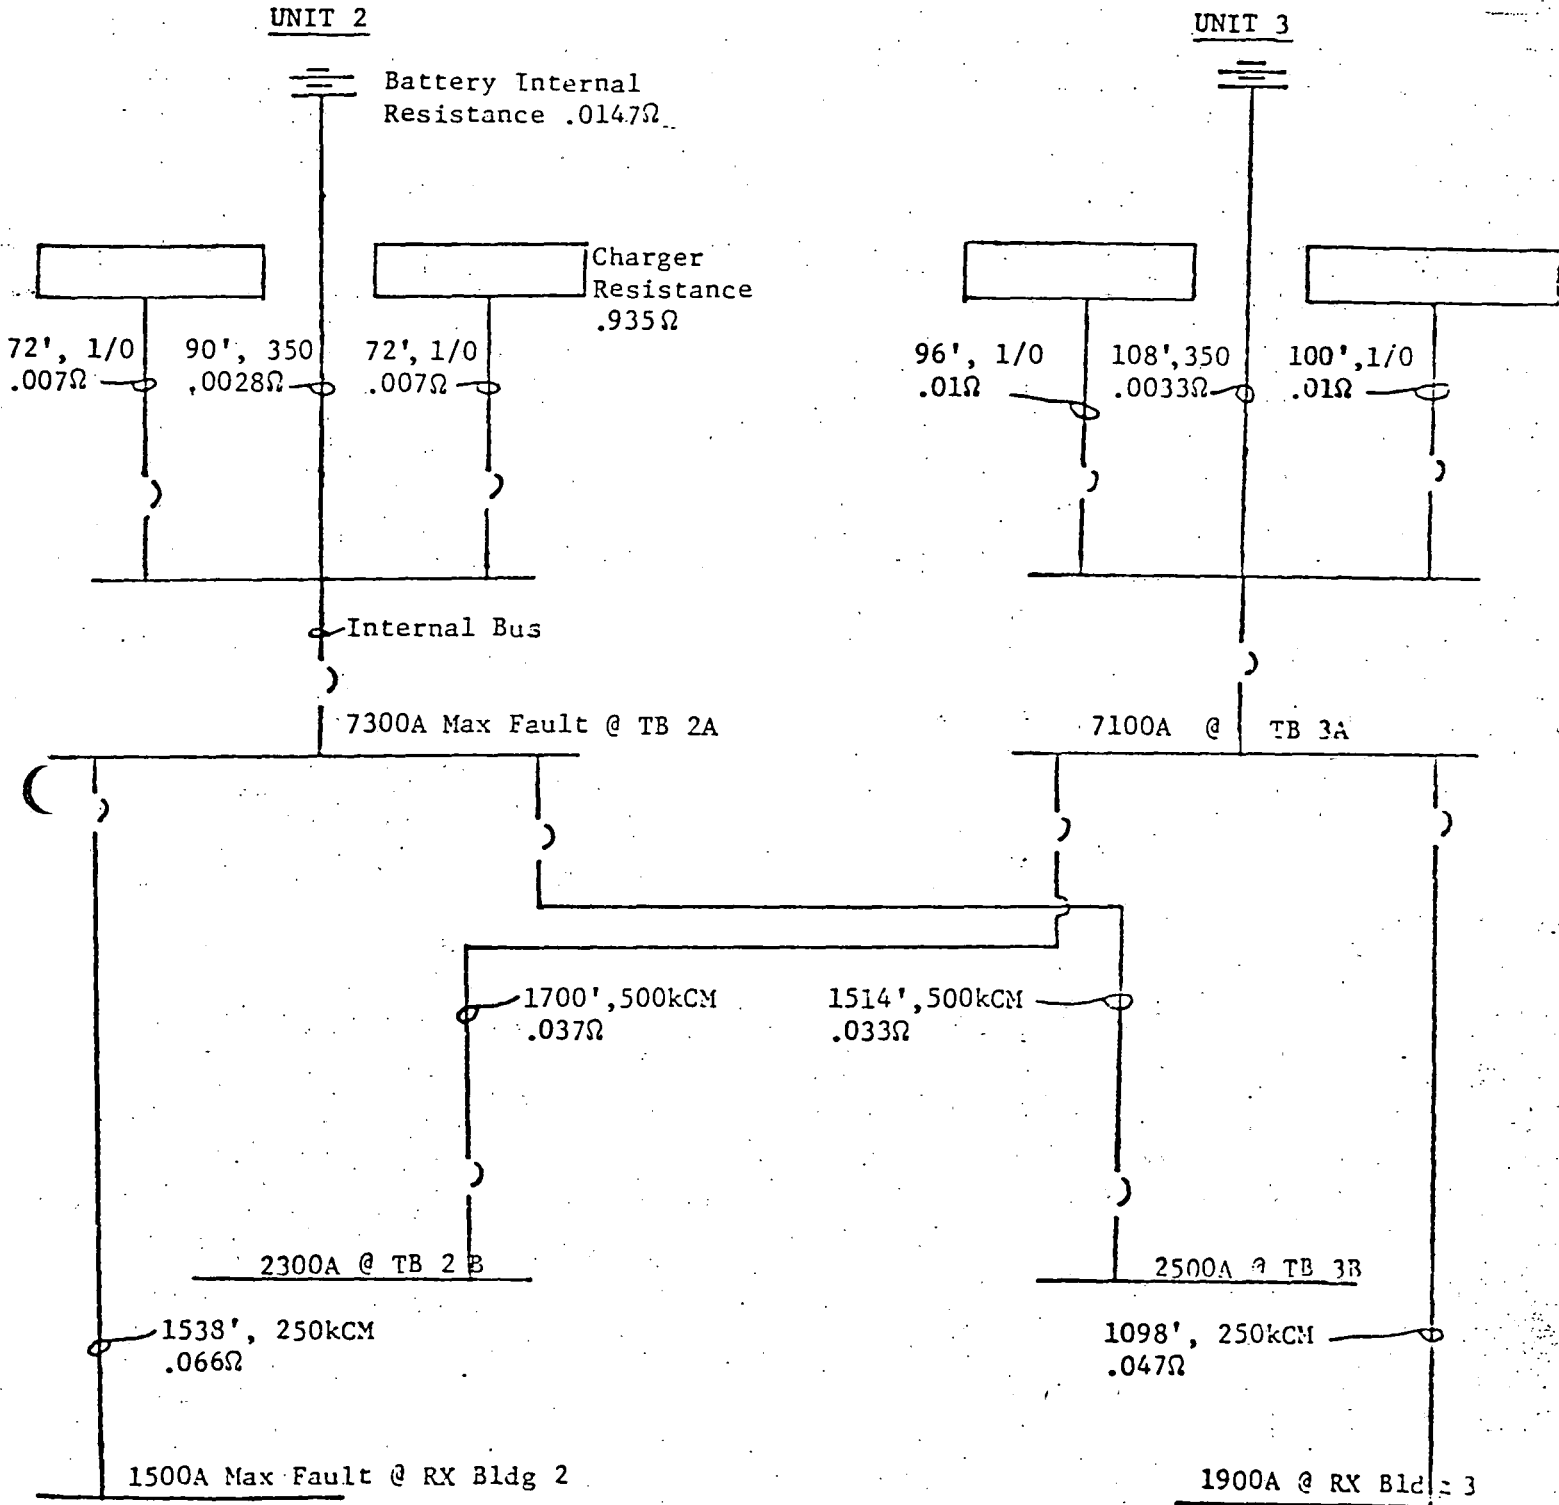 UNIT 2
UNIT 3
Battery Internal
Resistance .0147Ω
Charger
Resistance
.935Ω
72', 1/0
.007Ω
90', 350
.0028Ω
72', 1/0
.007Ω
96', 1/0
.01Ω
108',350
.0033Ω
100',1/0
.01Ω
Internal Bus
7300A Max Fault @ TB 2A
7100A @ TB 3A
1700',500kCM
.037Ω
1514',500kCM
.033Ω
2300A @ TB 2 B
2500A @ TB 3B
1538', 250kCM
.066Ω
1098', 250kCM
.047Ω
1500A Max Fault @ RX Bldg 2
1900A @ RX Bldg 3